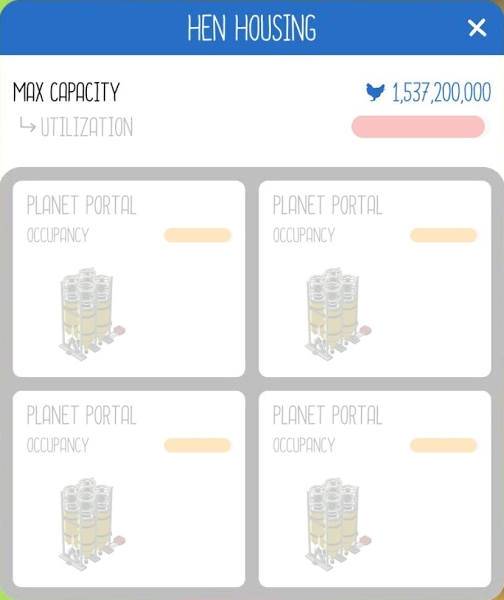 HEN HOUSING
MAX CAPACITY 1,537,200,000
UTILIZATION
PLANET PORTAL
OCCUPANCY
PLANET PORTAL
OCCUPANCY
PLANET PORTAL
OCCUPANCY
PLANET PORTAL
OCCUPANCY